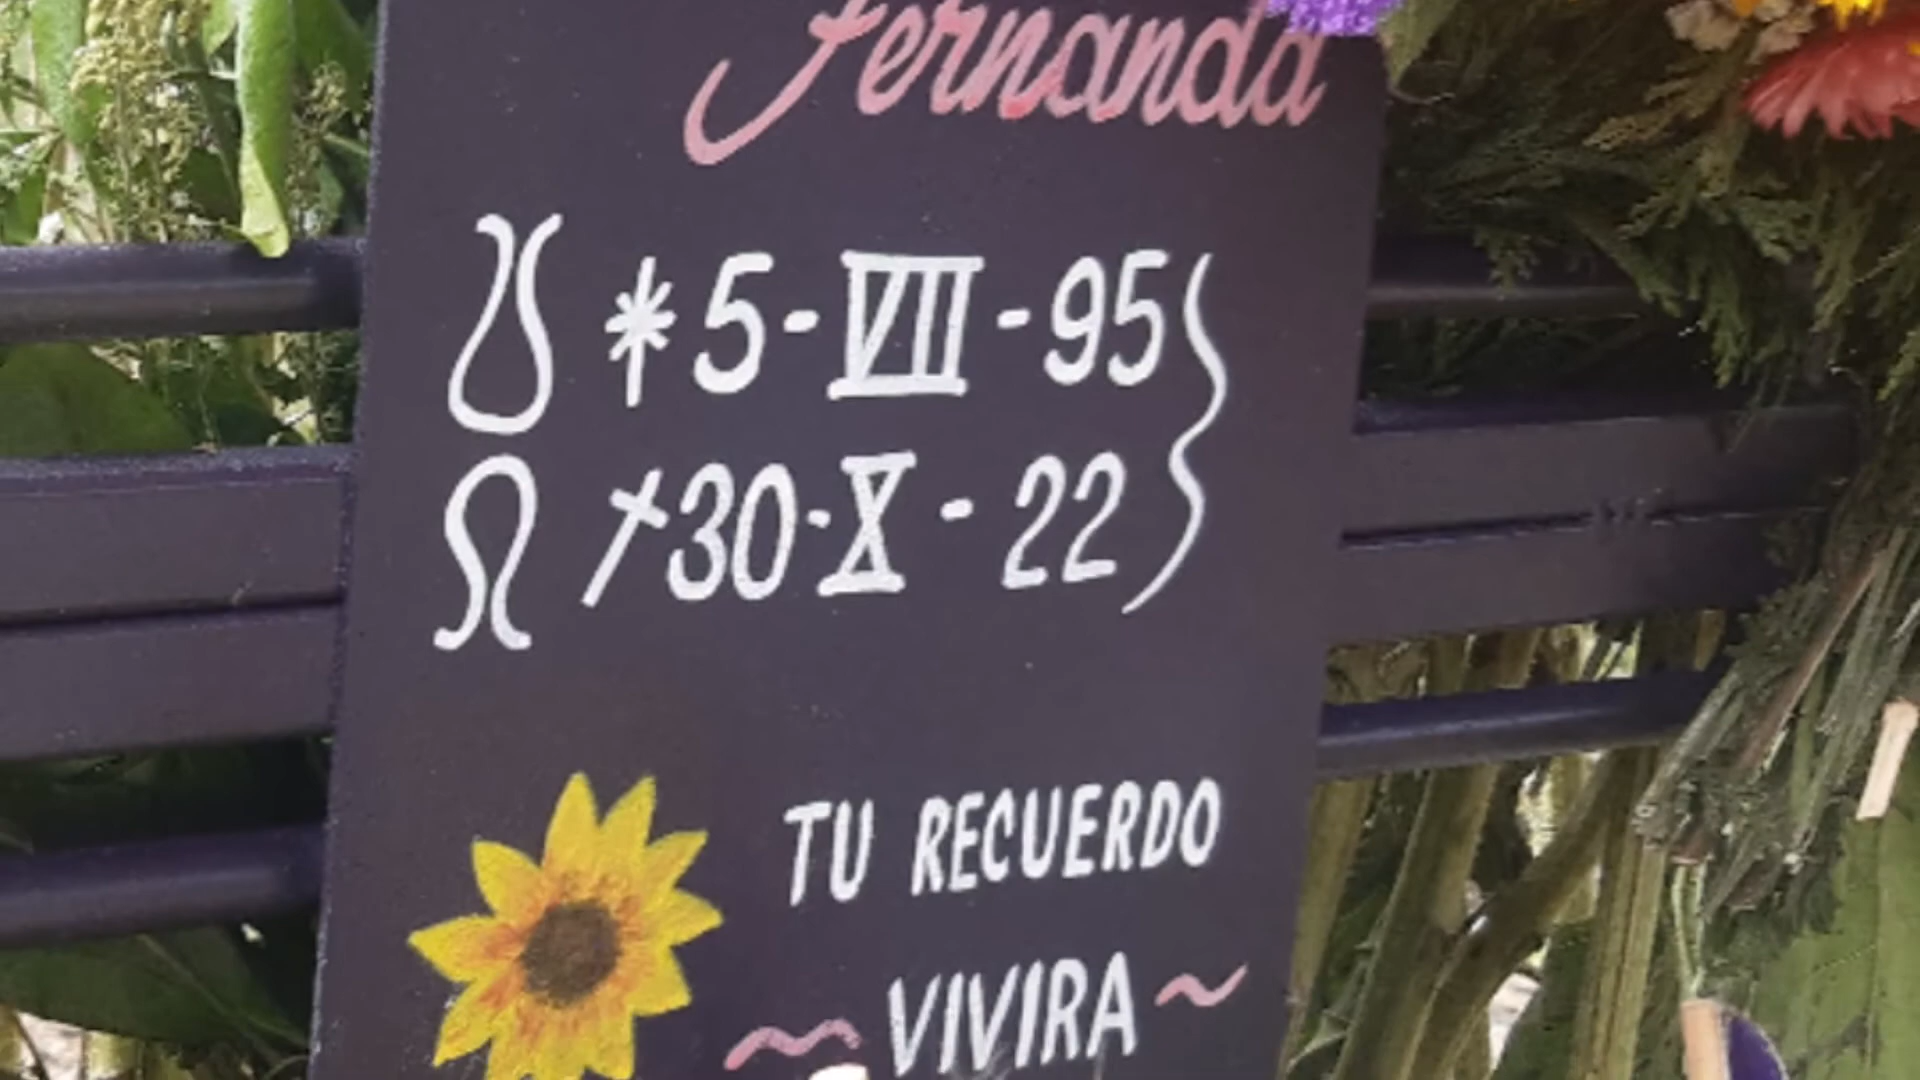 Fernanda
* 5-VII-95
† 30-X-22
TU RECUERDO
VIVIRA